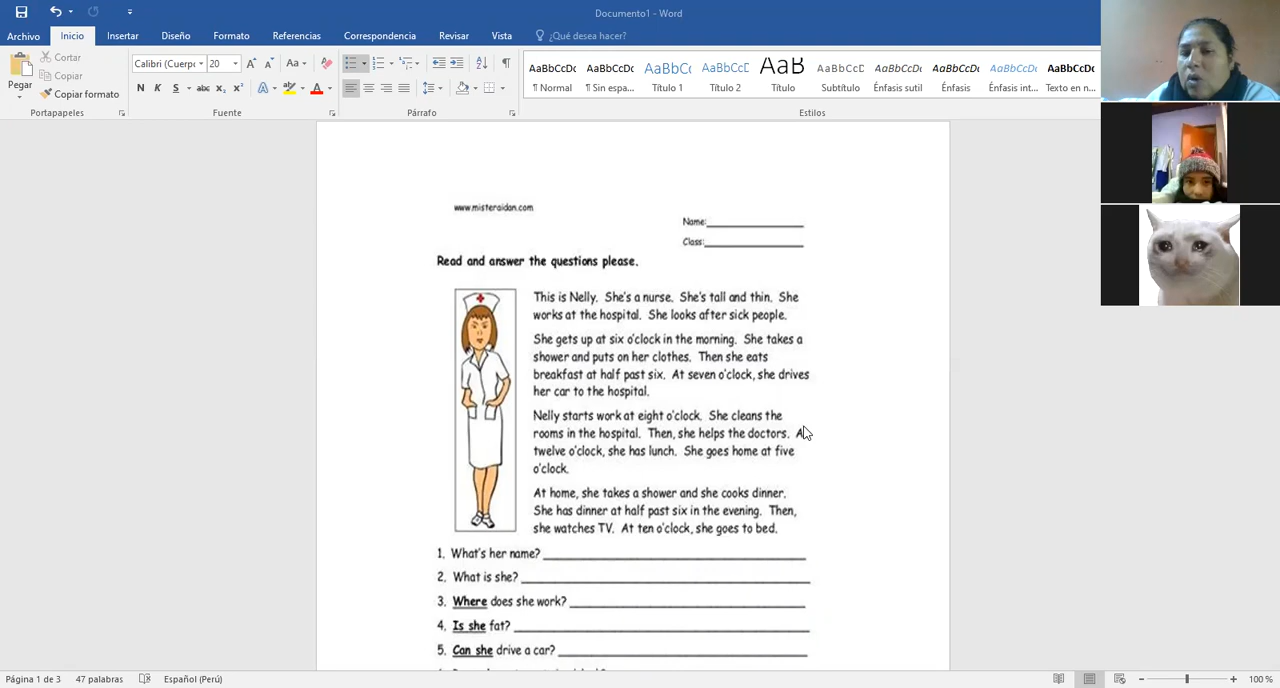 Documento1 - Word
Archivo Inicio Insertar Diseño Formato Referencias Correspondencia Revisar Vista ¿Qué desea hacer?
Pegar
Cortar
Copiar
Copiar formato
Portapapeles
Calibri (Cuerpo 20
N K S abc x₂ x²
Fuente
Párrafo
AaBbCcDc AaBbCcDc AaBbCc AaBbCcD AaB AaBbCcD AaBbCcDc AaBbCcDc AaBbCcDc AaBbCcDc
¶ Normal ¶ Sin espa... Título 1 Título 2 Título Subtítulo Énfasis sutil Énfasis Énfasis int... Texto en n
Estilos
www.misteraidan.com
Name:
Class:
Read and answer the questions please.
This is Nelly. She's a nurse. She's tall and thin. She
works at the hospital. She looks after sick people.
She gets up at six o'clock in the morning. She takes a
shower and puts on her clothes. Then she eats
breakfast at half past six. At seven o'clock, she drives
her car to the hospital.
Nelly starts work at eight o'clock. She cleans the
rooms in the hospital. Then, she helps the doctors. A
twelve o'clock, she has lunch. She goes home at five
o'clock.
At home, she takes a shower and she cooks dinner.
She has dinner at half past six in the evening. Then,
she watches TV. At ten o'clock, she goes to bed.
1. What's her name?
2. What is she?
3. Where does she work?
4. Is she fat?
5. Can she drive a car?
Página 1 de 3 47 palabras Español (Perú) 100 %